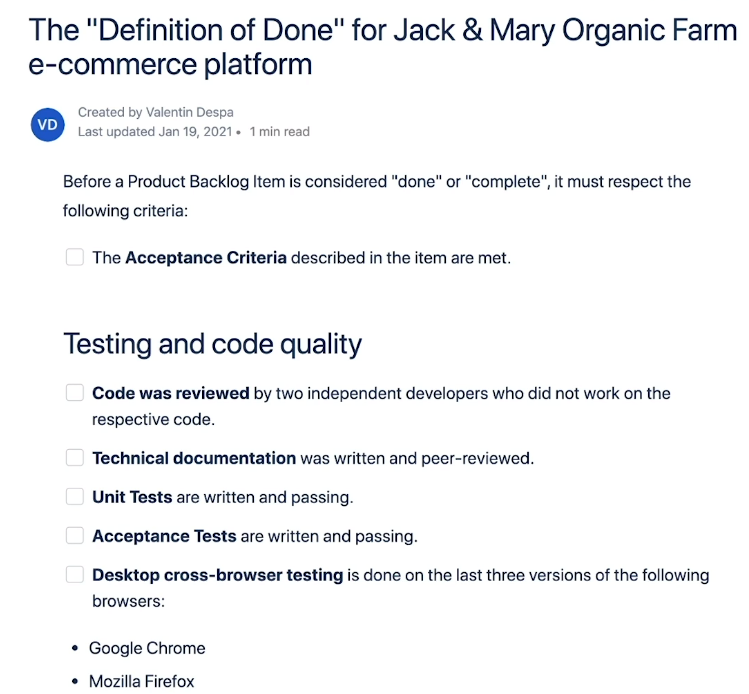 The "Definition of Done" for Jack & Mary Organic Farm
e-commerce platform
VD
Created by Valentin Despa
Last updated Jan 19, 2021 • 1 min read
Before a Product Backlog Item is considered "done" or "complete", it must respect the
following criteria:
The Acceptance Criteria described in the item are met.
Testing and code quality
Code was reviewed by two independent developers who did not work on the
respective code.
Technical documentation was written and peer-reviewed.
Unit Tests are written and passing.
Acceptance Tests are written and passing.
Desktop cross-browser testing is done on the last three versions of the following
browsers:
• Google Chrome
• Mozilla Firefox